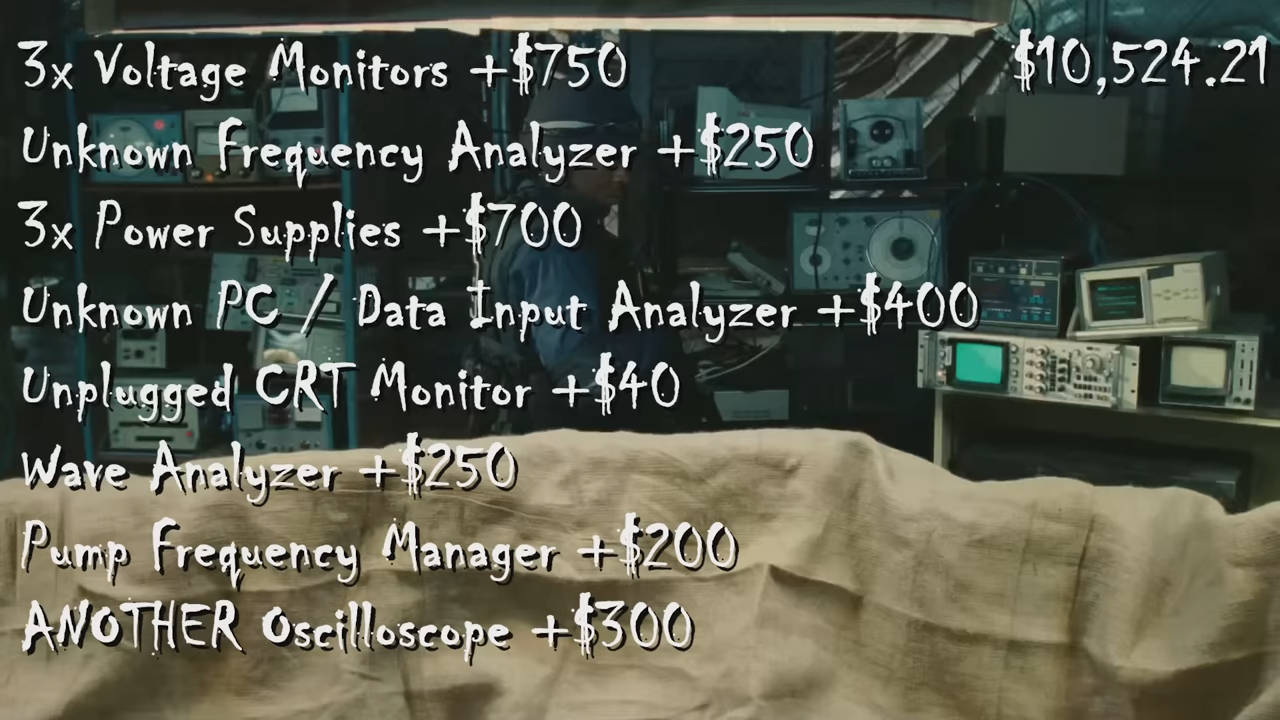 3x Voltage Monitors +$750
$10,524.21
Unknown Frequency Analyzer +$250
3x Power Supplies +$700
Unknown PC / Data Input Analyzer +$400
Unplugged CRT Monitor +$40
Wave Analyzer +$250
Pump Frequency Manager +$200
ANOTHER Oscilloscope +$300